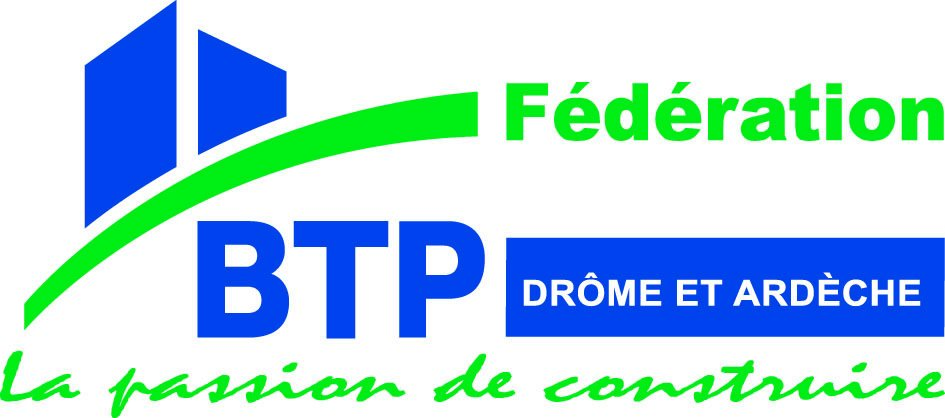 Fédération
BTP
DRÔME ET ARDÈCHE
La passion de construire